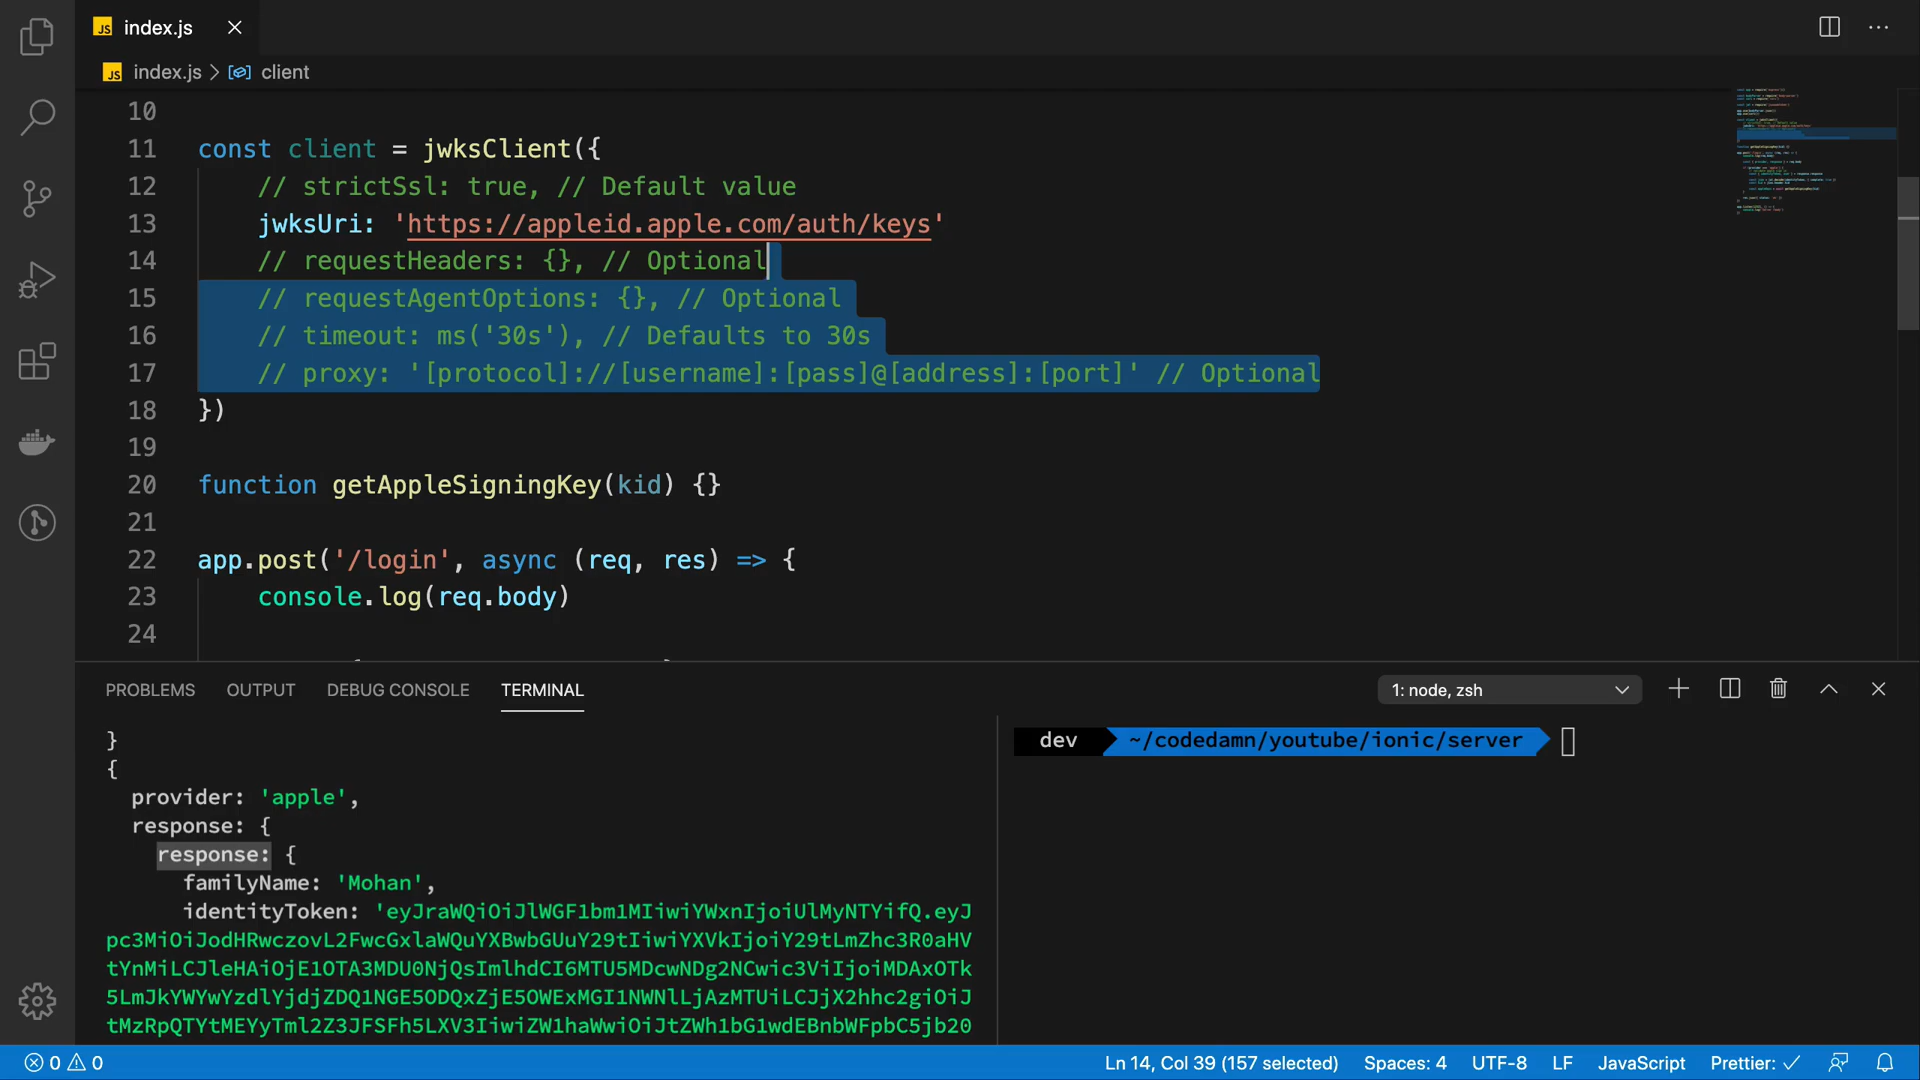 JS index.js
JS index.js > client
10
11 const client = jwksClient({
12 // strictSsl: true, // Default value
13 jwksUri: 'https://appleid.apple.com/auth/keys'
14 // requestHeaders: {}, // Optional
15 // requestAgentOptions: {}, // Optional
16 // timeout: ms('30s'), // Defaults to 30s
17 // proxy: '[protocol]://[username]:[pass]@[address]:[port]' // Optional
18 })
19
20 function getAppleSigningKey(kid) {}
21
22 app.post('/login', async (req, res) => {
23 console.log(req.body)
24
PROBLEMS OUTPUT DEBUG CONSOLE TERMINAL 1: node, zsh
}
{
provider: 'apple',
response: {
response: {
familyName: 'Mohan',
identityToken: 'eyJraWQiOiJlWGF1bm1MIiwiYWxnIjoiUlMyNTYifQ.eyJ
pc3MiOiJodHRwczovL2FwcGxlaWQuYXBwbGUuY29tIiwiYXVkIjoiY29tLmZhc3R0aHV
tYnMiLCJleHAiOjE1OTA3MDU0NjQsImlhdCI6MTU5MDcwNDg2NCwic3ViIjoiMDAxOTk
5LmJkYWYwYzdlYjdjZDQ1NGE5ODQxZjE5OWExMGI1NWNlLjAzMTUiLCJjX2hhc2giOiJ
tMzRpQTYtMEYyTml2Z3JFSFh5LXV3IiwiZW1haWwiOiJtZWh1bG1wdEBnbWFpbC5jb20
dev ~/codedamn/youtube/ionic/server
0 0 Ln 14, Col 39 (157 selected) Spaces: 4 UTF-8 LF JavaScript Prettier: ✓